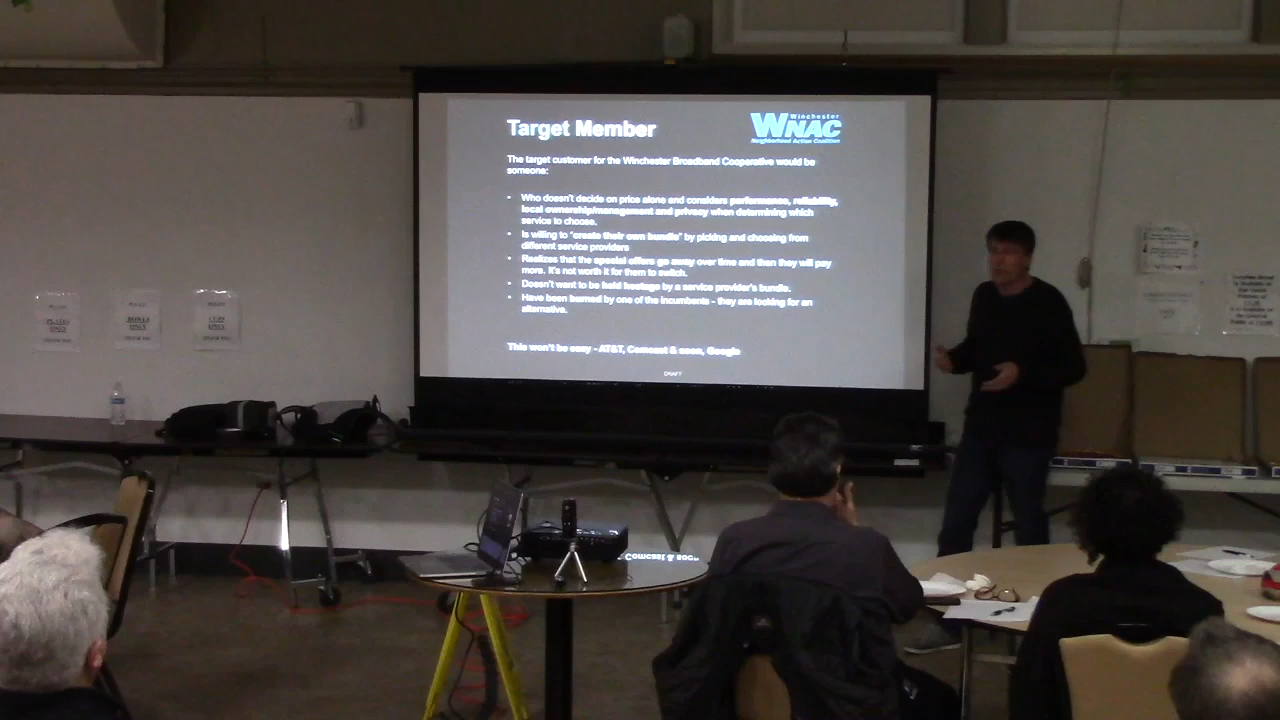 Target Member
Winchester
WNAC
Neighborhood Action Coalition
The target customer for the Winchester Broadband Cooperative would be
someone:
• Who doesn't decide on price alone and considers performance, reliability,
local ownership/management and privacy when determining which
service to choose.
• Is willing to "create their own bundle" by picking and choosing from
different service providers
• Realizes that the special offers go away over time and than they will pay
more. It's not worth it for them to switch.
• Doesn't want to be held hostage by a service provider's bundle.
• Have been burned by one of the incumbents - they are looking for an
alternative.
This won't be easy - AT&T, Comcast & soon, Google
DRAFT